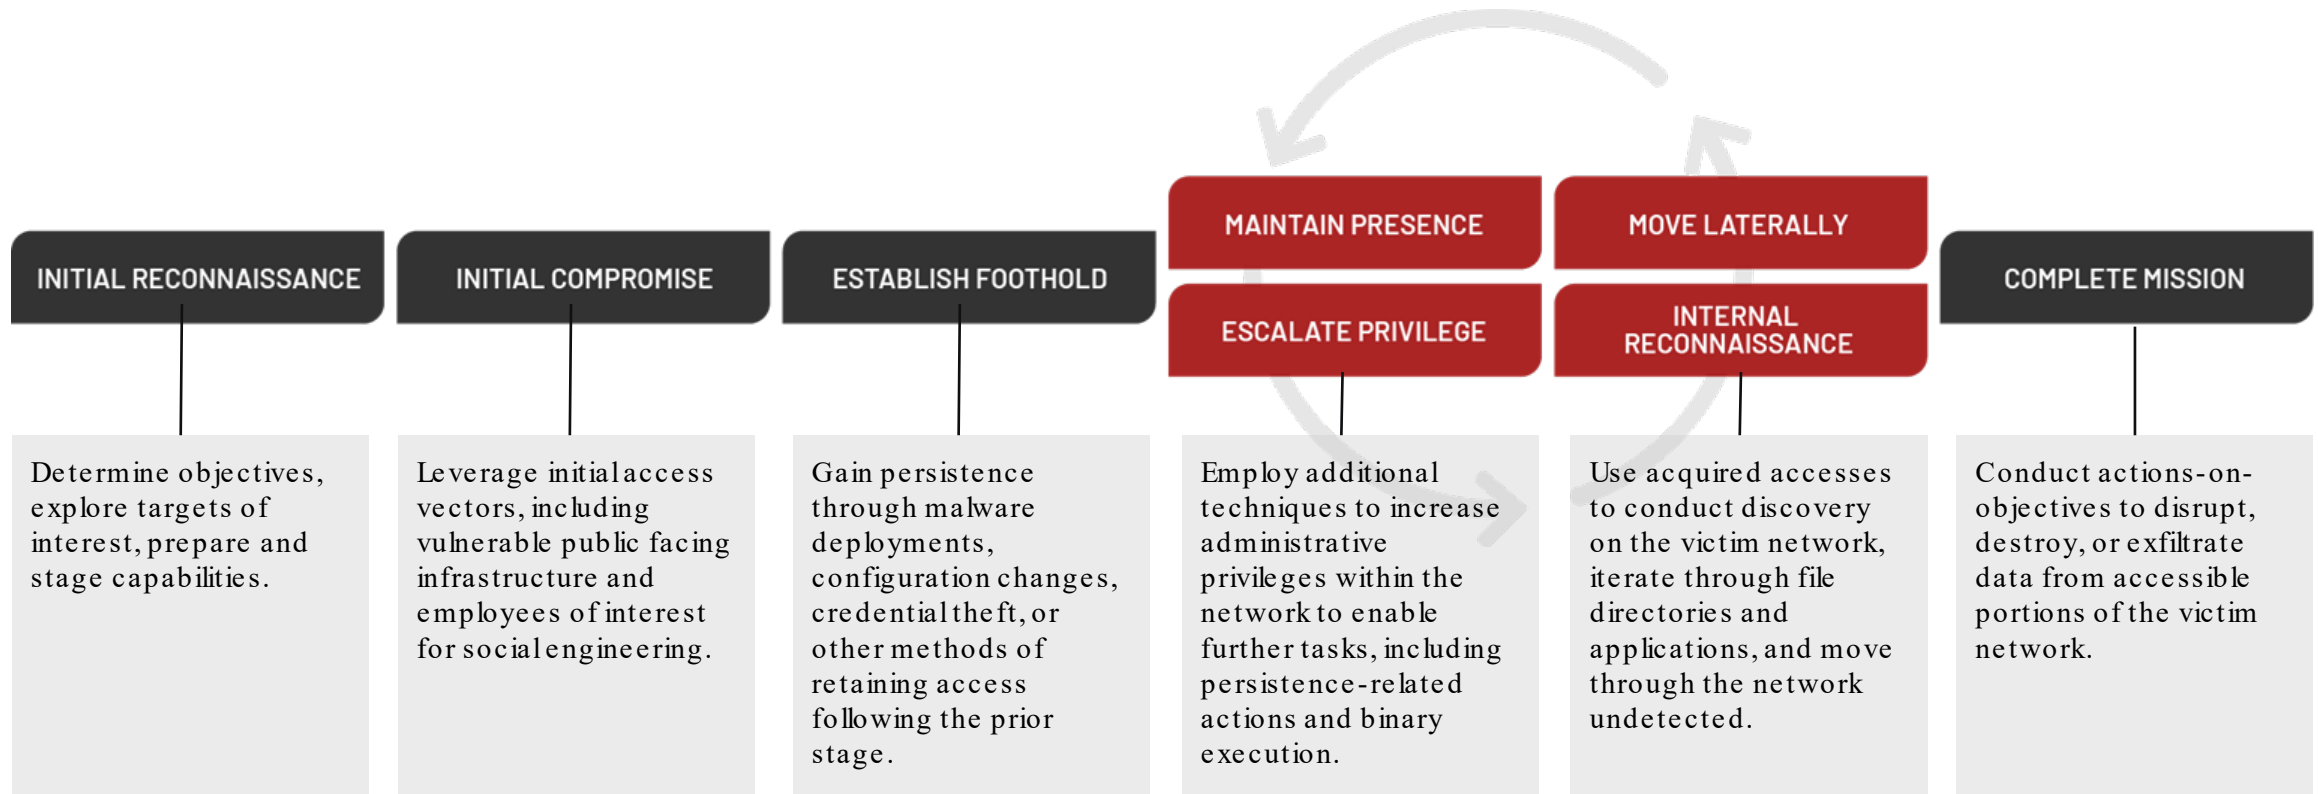 INITIAL RECONNAISSANCE
INITIAL COMPROMISE
ESTABLISH FOOTHOLD
MAINTAIN PRESENCE
MOVE LATERALLY
ESCALATE PRIVILEGE
INTERNAL
RECONNAISSANCE
COMPLETE MISSION
Determine objectives,
explore targets of
interest, prepare and
stage capabilities.
Leverage initial access
vectors, including
vulnerable public facing
infrastructure and
employees of interest
for social engineering.
Gain persistence
through malware
deployments,
configuration changes,
credential theft, or
other methods of
retaining access
following the prior
stage.
Employ additional
techniques to increase
administrative
privileges within the
network to enable
further tasks, including
persistence-related
actions and binary
execution.
Use acquired accesses
to conduct discovery
on the victim network,
iterate through file
directories and
applications, and move
through the network
undetected.
Conduct actions-on-
objectives to disrupt,
destroy, or exfiltrate
data from accessible
portions of the victim
network.